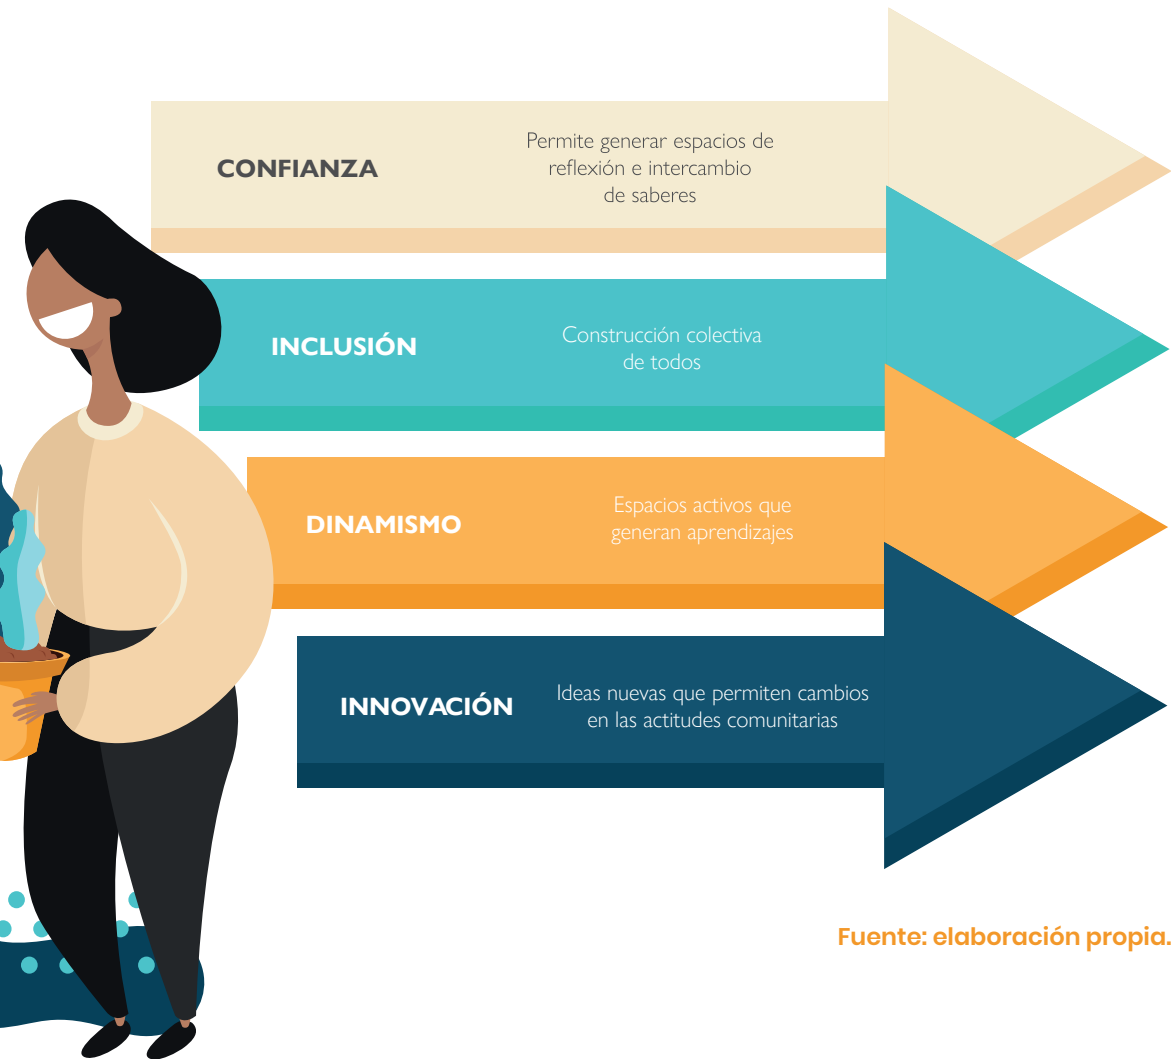 CONFIANZA
Permite generar espacios de
reflexión e intercambio
de saberes
INCLUSIÓN
Construcción colectiva
de todos
DINAMISMO
Espacios activos que
generan aprendizajes
INNOVACIÓN
Ideas nuevas que permiten cambios
en las actitudes comunitarias
Fuente: elaboración propia.